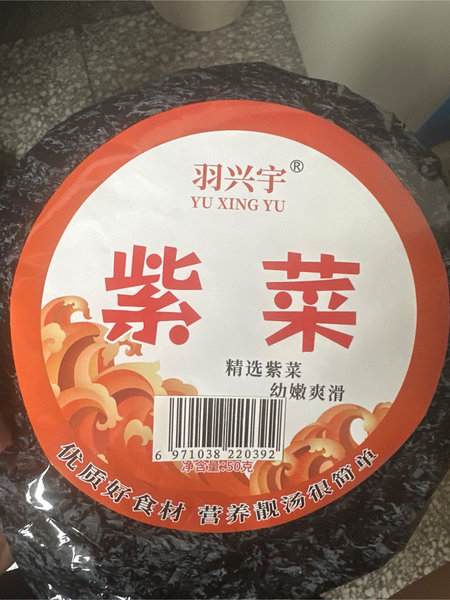 羽兴宇®
YU XING YU
紫菜
精选紫菜
幼嫩爽滑
6 971038 220392
净含量:50克
优质好食材 营养靓汤很简单